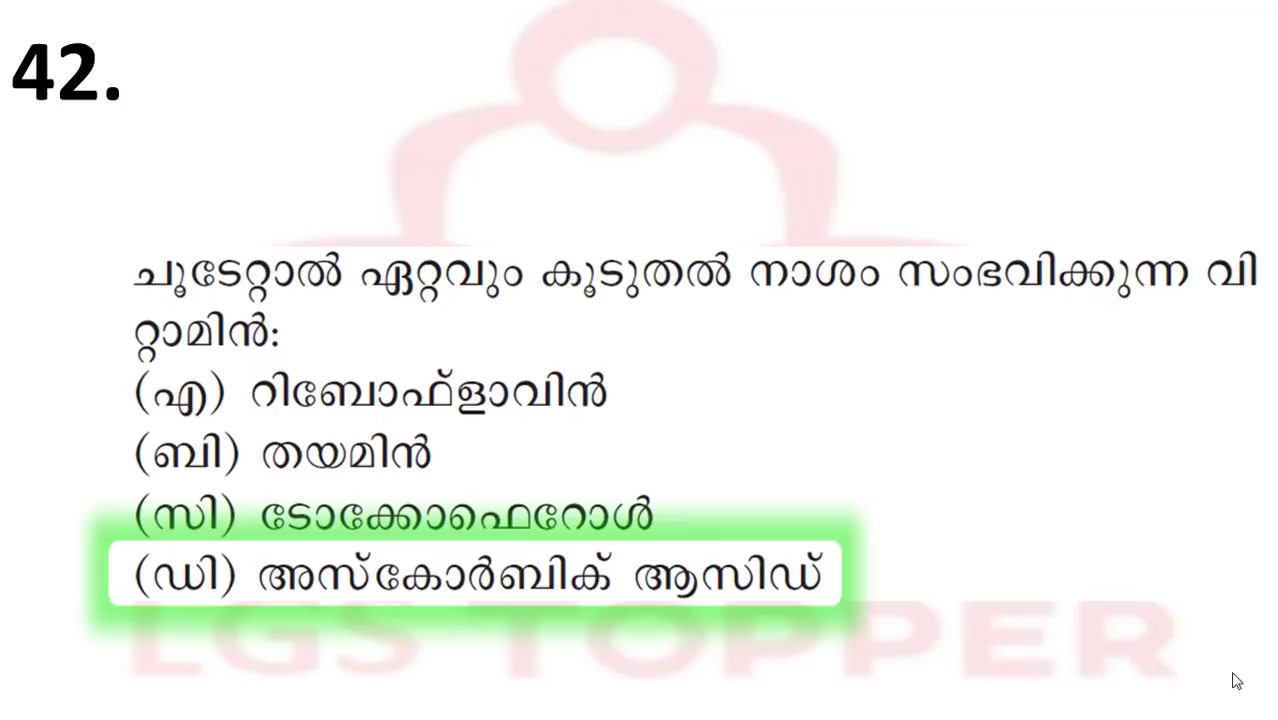 42.
ചൂടേറ്റാൽ ഏറ്റവും കൂടുതൽ നാശം സംഭവിക്കുന്ന വി
റ്റാമിൻ:
(എ) റിബോഫ്ളാവിൻ
(ബി) തയമിൻ
(സി) ടോക്കോഫെറോൾ
(ഡി) അസ്കോർബിക് ആസിഡ്
LGS TOPPER